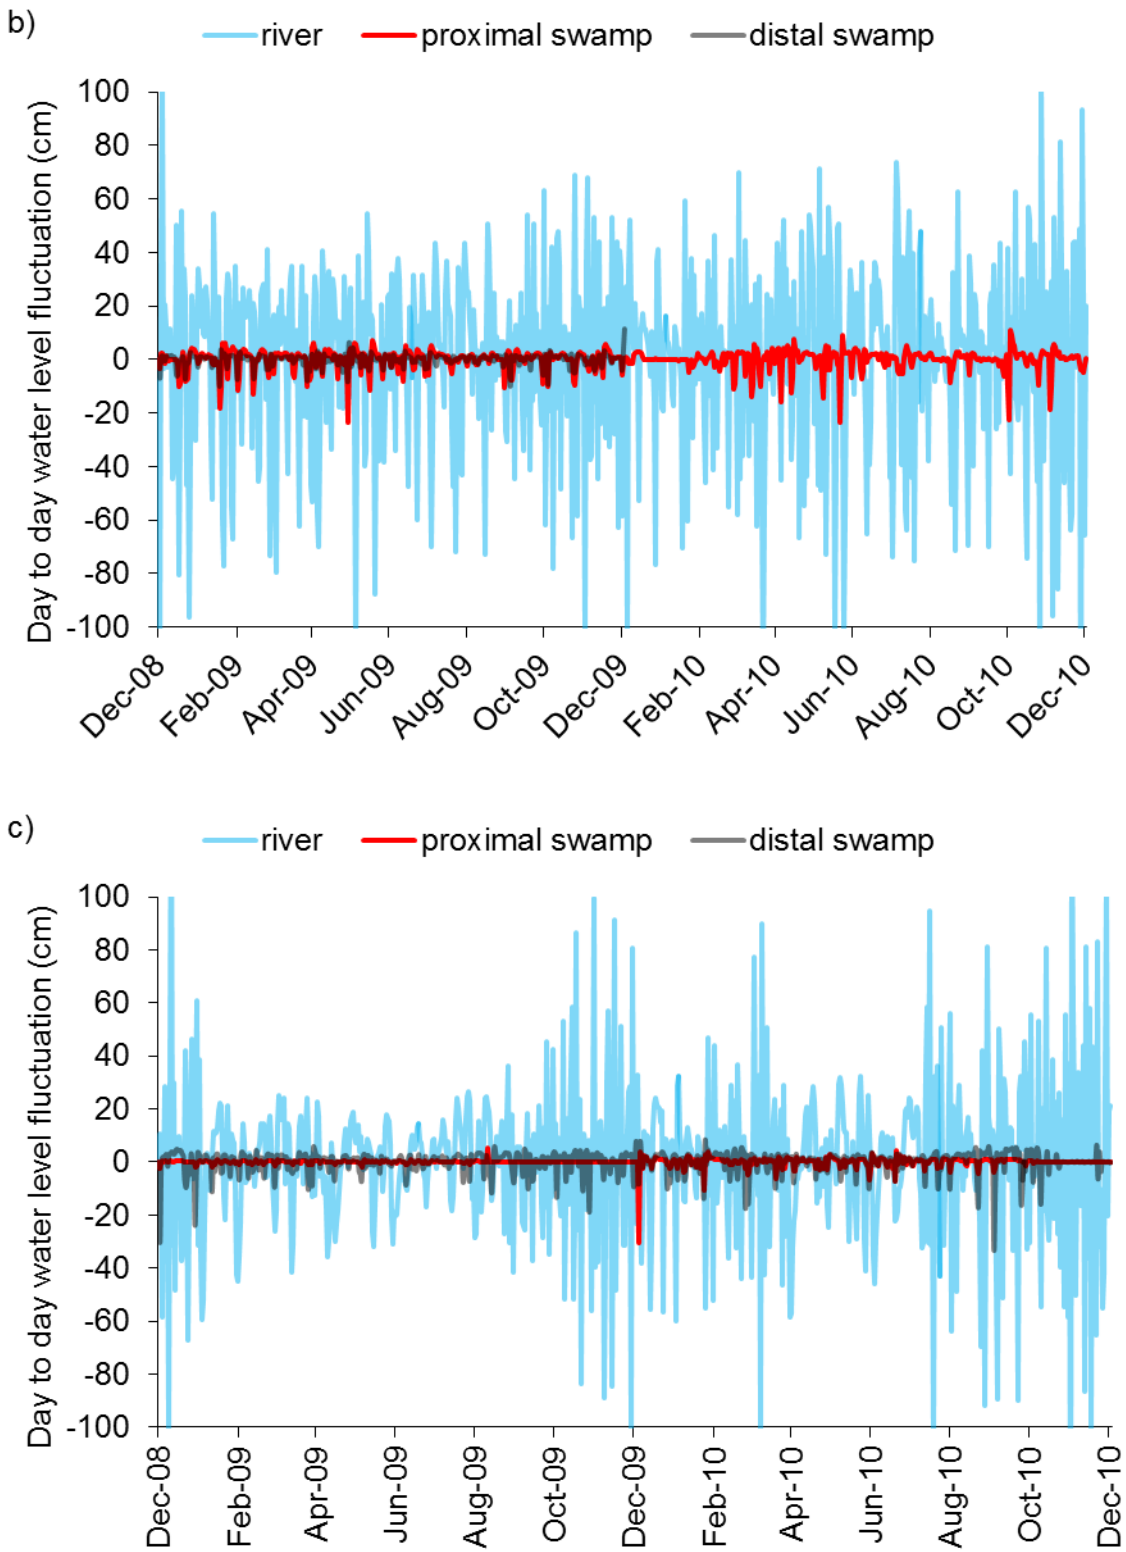 b)
river proximal swamp distal swamp
Day to day water level fluctuation (cm)
100
80
60
40
20
0
-20
-40
-60
-80
-100
Dec-08 Feb-09 Apr-09 Jun-09 Aug-09 Oct-09 Dec-09 Feb-10 Apr-10 Jun-10 Aug-10 Oct-10 Dec-10
c)
river proximal swamp distal swamp
Day to day water level fluctuation (cm)
100
80
60
40
20
0
-20
-40
-60
-80
-100
Dec-08 Feb-09 Apr-09 Jun-09 Aug-09 Oct-09 Dec-09 Feb-10 Apr-10 Jun-10 Aug-10 Oct-10 Dec-10